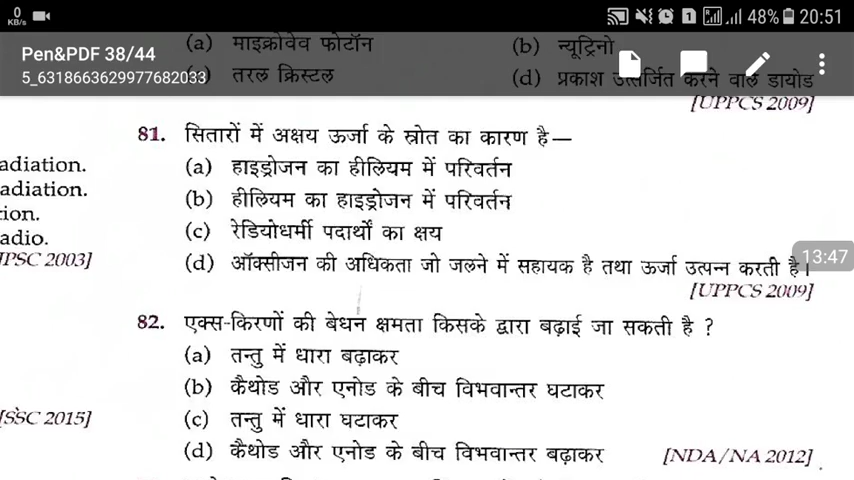 0 KB/s 1 48% 20:51
Pen&PDF 38/44
5_6318663629977682033
(a) माइक्रोवेव फोटॉन (b) न्यूट्रिनो
तरल क्रिस्टल (d) प्रकाश उत्सर्जित करने वाले डायोड
[UPPCS 2009]
81. सितारों में अक्षय ऊर्जा के स्रोत का कारण है—
adiation. (a) हाइड्रोजन का हीलियम में परिवर्तन
adiation. (b) हीलियम का हाइड्रोजन में परिवर्तन
ion. (c) रेडियोधर्मी पदार्थों का क्षय
adio.
IPSC 2003] (d) ऑक्सीजन की अधिकता जो जलने में सहायक है तथा ऊर्जा उत्पन्न करती है।
13:47
[UPPCS 2009]
82. एक्स-किरणों की बेधन क्षमता किसके द्वारा बढ़ाई जा सकती है ?
(a) तन्तु में धारा बढ़ाकर
(b) कैथोड और एनोड के बीच विभवान्तर घटाकर
[SSC 2015] (c) तन्तु में धारा घटाकर
(d) कैथोड और एनोड के बीच विभवान्तर बढ़ाकर [NDA/NA 2012]